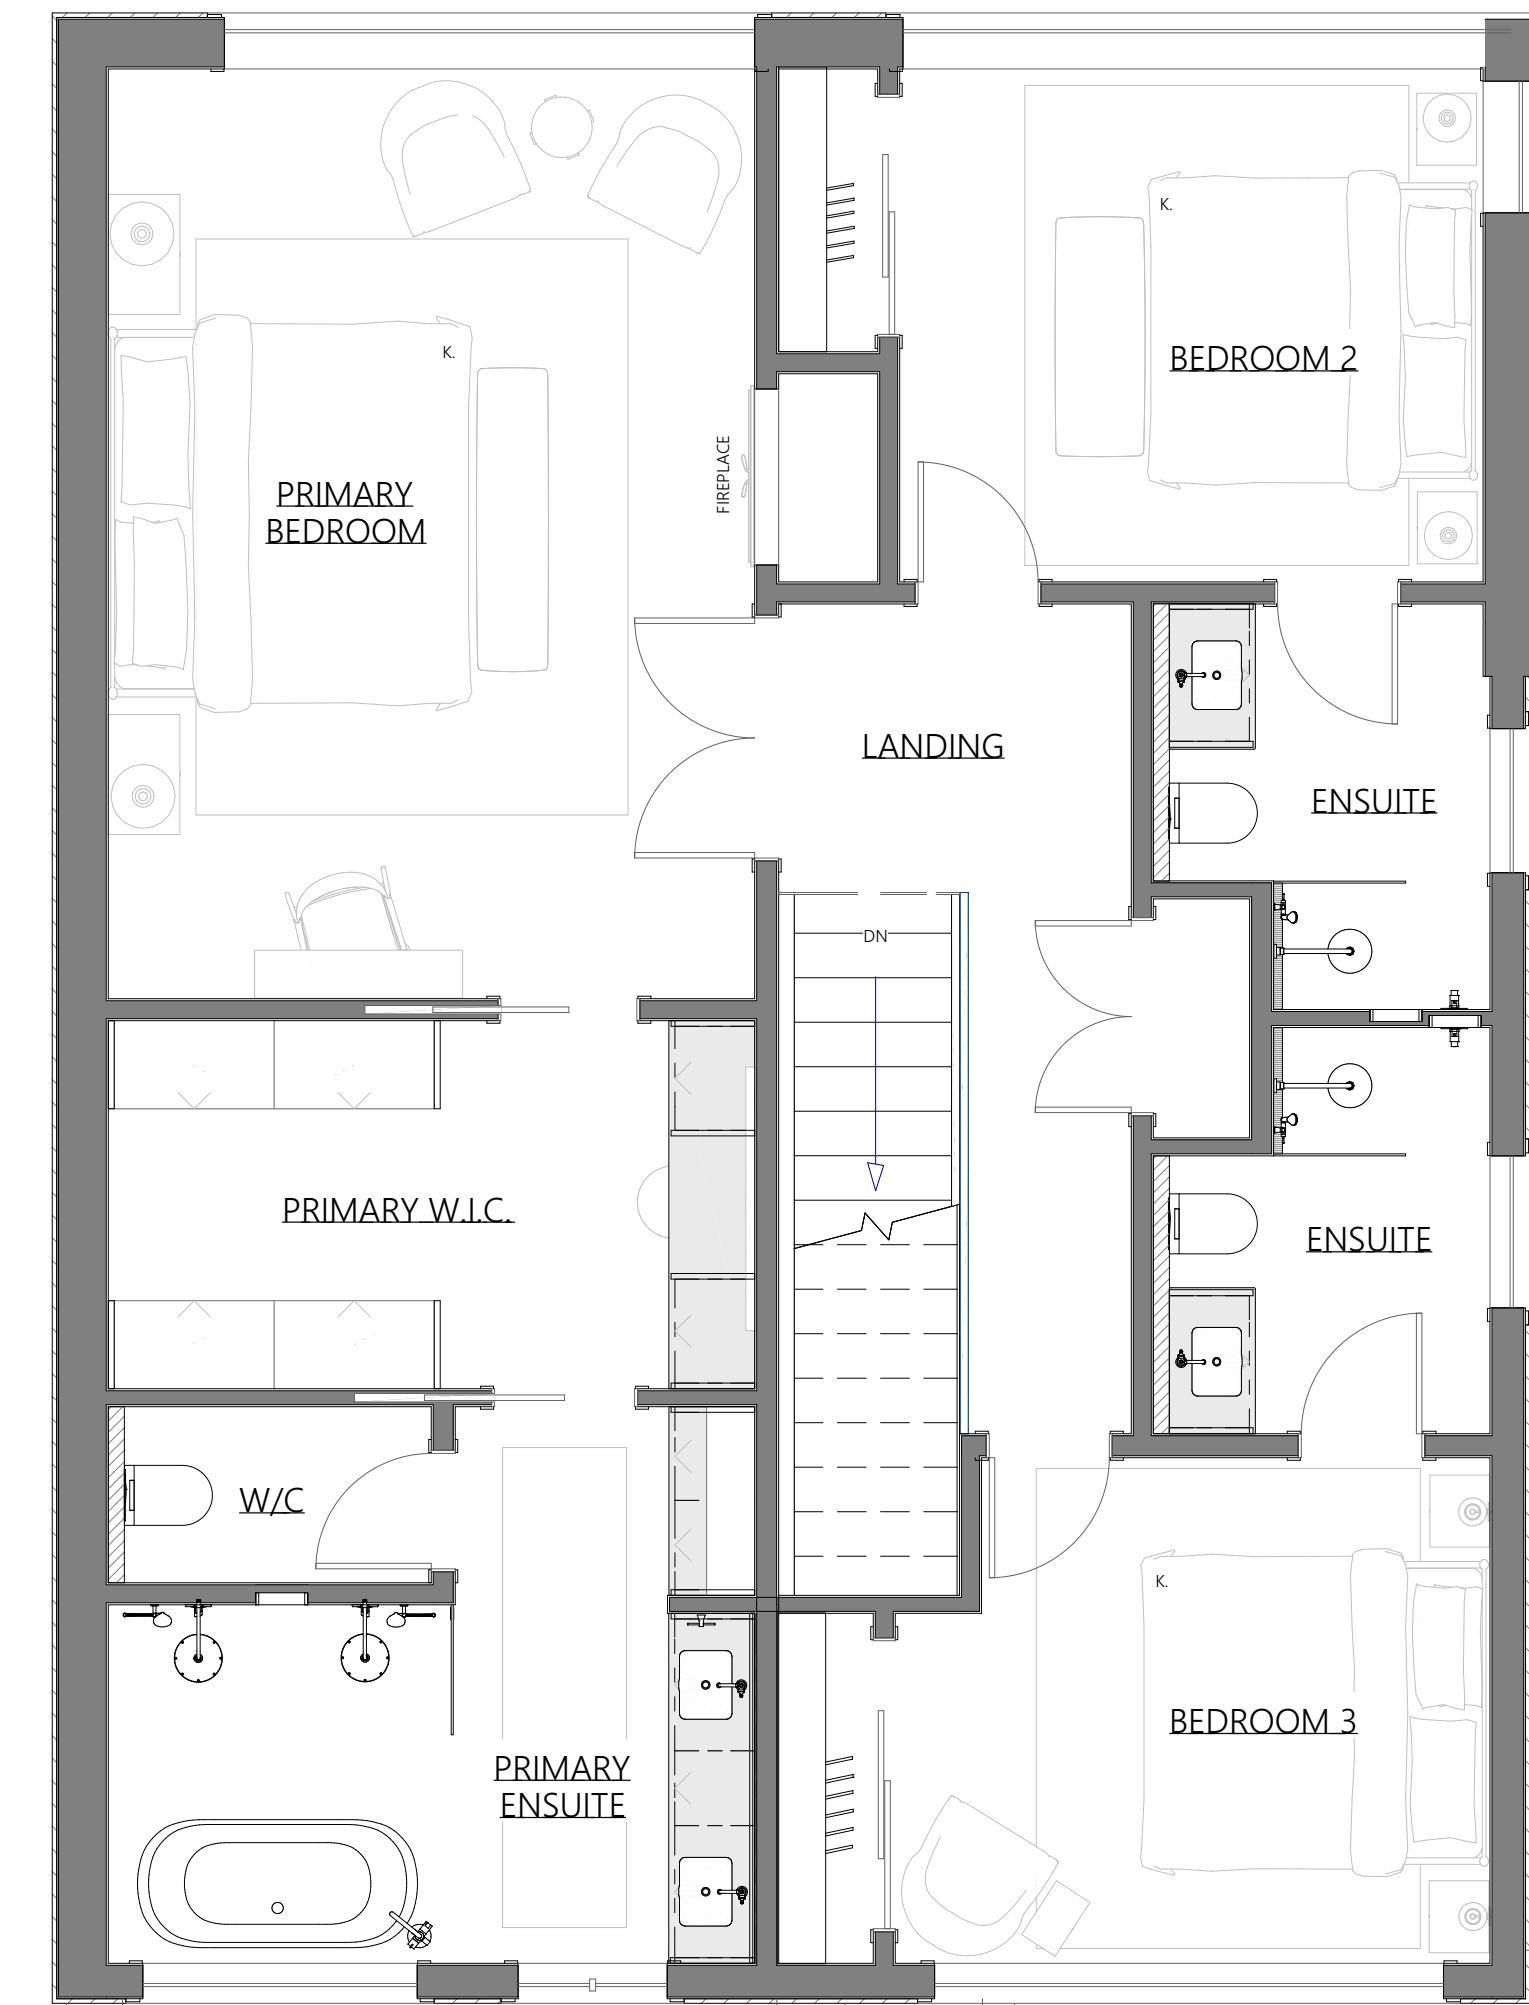 K.
BEDROOM 2
K.
FIREPLACE
PRIMARY
BEDROOM
LANDING
ENSUITE
DN
PRIMARY W.I.C.
ENSUITE
W/C
K.
BEDROOM 3
PRIMARY
ENSUITE